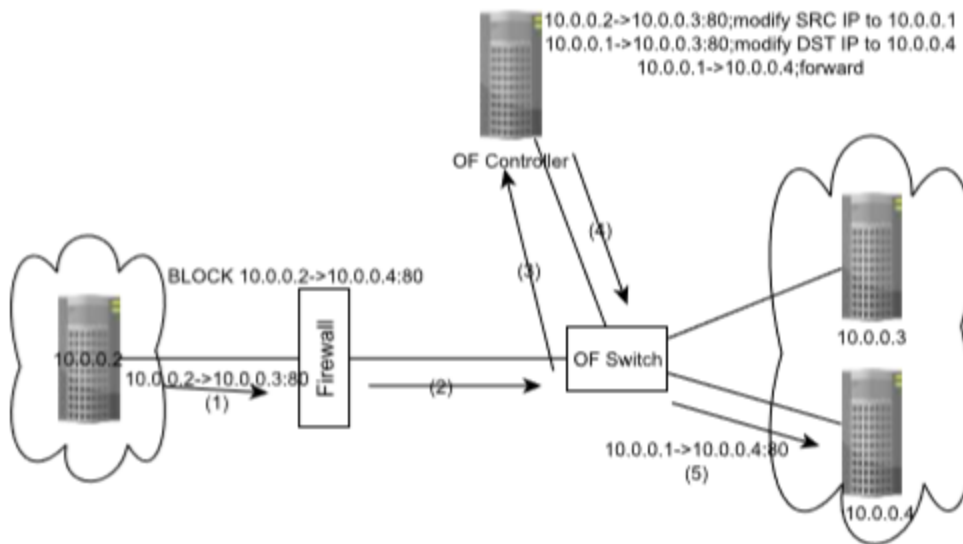 10.0.0.2->10.0.0.3:80;modify SRC IP to 10.0.0.1
10.0.0.1->10.0.0.3:80;modify DST IP to 10.0.0.4
10.0.0.1->10.0.0.4;forward
OF Controller
(4)
(3)
BLOCK 10.0.0.2->10.0.0.4:80
10.0.0.2
10.0.0.2->10.0.0.3:80
(1)
Firewall
(2)
OF Switch
10.0.0.3
10.0.0.1->10.0.0.4:80
(5)
10.0.0.4